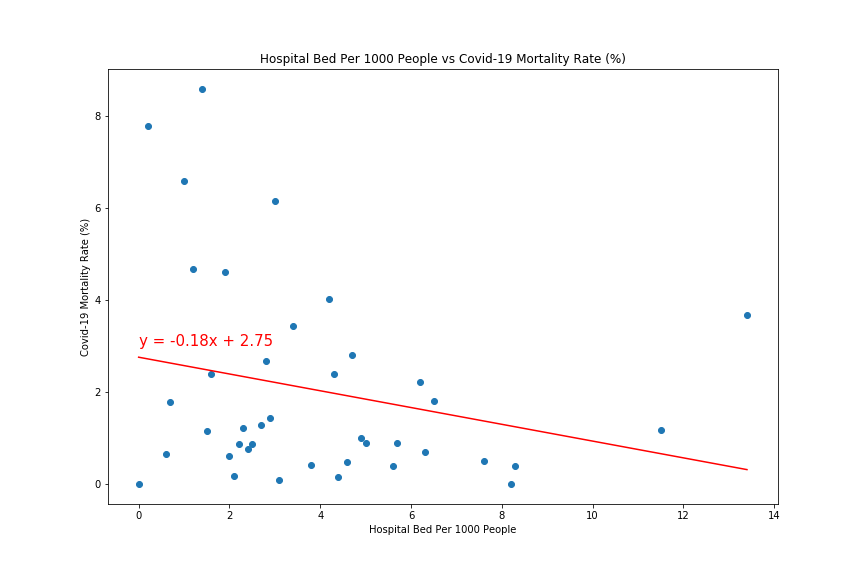 Hospital Bed Per 1000 People vs Covid-19 Mortality Rate (%)
Covid-19 Mortality Rate (%)
8
6
4
2
0
y = -0.18x + 2.75
0 2 4 6 8 10 12 14
Hospital Bed Per 1000 People